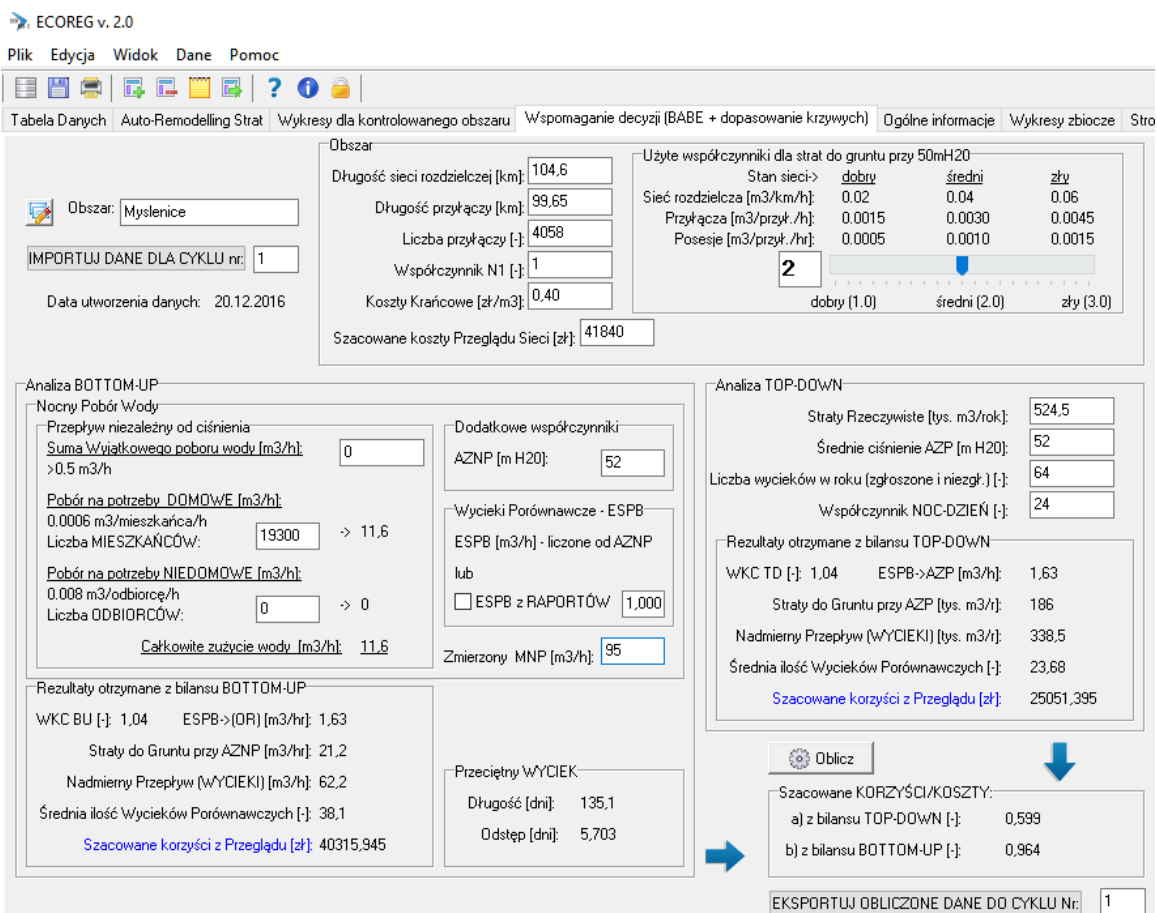 ECOREG v. 2.0
Plik Edycja Widok Dane Pomoc
Tabela Danych Auto-Remodelling Strat Wykresy dla kontrolowanego obszaru Wspomaganie decyzji (BABE + dopasowanie krzywych) Ogólne informacje Wykresy zbiocze Stro
Obszar: Myslenice
IMPORTUJ DANE DLA CYKLU nr: 1
Data utworzenia danych: 20.12.2016
Obszar
Długość sieci rozdzielczej [km]: 104,6
Długość przyłączy [km]: 99,65
Liczba przyłączy [-]: 4058
Współczynnik N1 [-]: 1
Koszty Krańcowe [zł/m3]: 0,40
Szacowane koszty Przeglądu Sieci [zł]: 41840
Użyte współczynniki dla strat do gruntu przy 50mH20
Stan sieci-> dobry średni zły
Sieć rozdzielcza [m3/km/h]: 0.02 0.04 0.06
Przyłącza [m3/przył./h]: 0.0015 0.0030 0.0045
Posesje [m3/przył./hr]: 0.0005 0.0010 0.0015
2
dobry (1.0) średni (2.0) zły (3.0)
Analiza BOTTOM-UP
Nocny Pobór Wody
Przepływ niezależny od ciśnienia
Suma Wyjątkowego poboru wody [m3/h]: 0
>0.5 m3/h
Pobór na potrzeby DOMOWE [m3/h]:
0.0006 m3/mieszkańca/h
Liczba MIESZKAŃCÓW: 19300 -> 11,6
Pobór na potrzeby NIEDOMOWE [m3/h]:
0.008 m3/odbiorcę/h
Liczba ODBIORCÓW: 0 -> 0
Całkowite zużycie wody [m3/h]: 11,6
Dodatkowe współczynniki
AZNP [m H20]: 52
Wycieki Porównawcze - ESPB
ESPB [m3/h] - liczone od AZNP
lub
ESPB z RAPORTÓW 1,000
Zmierzony MNP [m3/h]: 95
Rezultaty otrzymane z bilansu BOTTOM-UP
WKC BU [-]: 1,04 ESPB->(OR) [m3/hr]: 1,63
Straty do Gruntu przy AZNP [m3/hr]: 21,2
Nadmierny Przepływ (WYCIEKI) [m3/h]: 62,2
Średnia ilość Wycieków Porównawczych [-]: 38,1
Szacowane korzyści z Przeglądu [zł]: 40315,945
Przeciętny WYCIEK
Długość [dni]: 135,1
Odstęp [dni]: 5,703
Analiza TOP-DOWN
Straty Rzeczywiste [tys. m3/rok]: 524,5
Średnie ciśnienie AZP [m H20]: 52
Liczba wycieków w roku (zgłoszone i niezgł.) [-]: 64
Współczynnik NOC-DZIEŃ [-]: 24
Rezultaty otrzymane z bilansu TOP-DOWN
WKC TD [-]: 1,04 ESPB->AZP [m3/h]: 1,63
Straty do Gruntu przy AZP [tys. m3/r]: 186
Nadmierny Przepływ (WYCIEKI) [tys. m3/r]: 338,5
Średnia ilość Wycieków Porównawczych [-]: 23,68
Szacowane korzyści z Przeglądu [zł]: 25051,395
Oblicz
Szacowane KORZYŚCI/KOSZTY:
a) z bilansu TOP-DOWN [-]: 0,599
b) z bilansu BOTTOM-UP [-]: 0,964
EKSPORTUJ OBLICZONE DANE DO CYKLU Nr: 1